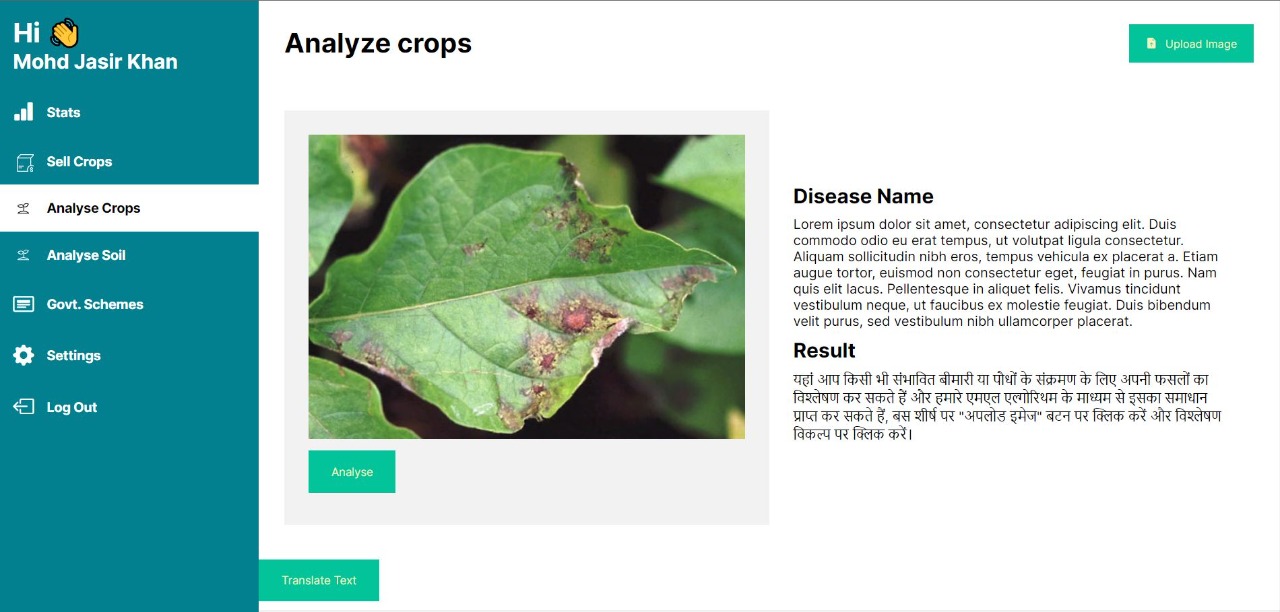 Hi 👋
Mohd Jasir Khan
Stats
Sell Crops
Analyse Crops
Analyse Soil
Govt. Schemes
Settings
Log Out
Analyze crops
Upload Image
Analyse
Translate Text
Disease Name
Lorem ipsum dolor sit amet, consectetur adipiscing elit. Duis
commodo odio eu erat tempus, ut volutpat ligula consectetur.
Aliquam sollicitudin nibh eros, tempus vehicula ex placerat a. Etiam
augue tortor, euismod non consectetur eget, feugiat in purus. Nam
quis elit lacus. Pellentesque in aliquet felis. Vivamus tincidunt
vestibulum neque, ut faucibus ex molestie feugiat. Duis bibendum
velit purus, sed vestibulum nibh ullamcorper placerat.
Result
यहां आप किसी भी संभावित बीमारी या पौधों के संक्रमण के लिए अपनी फसलों का
विश्लेषण कर सकते हैं और हमारे एमएल एल्गोरिथम के माध्यम से इसका समाधान
प्राप्त कर सकते हैं, बस शीर्ष पर "अपलोड इमेज" बटन पर क्लिक करें और विश्लेषण
विकल्प पर क्लिक करें।